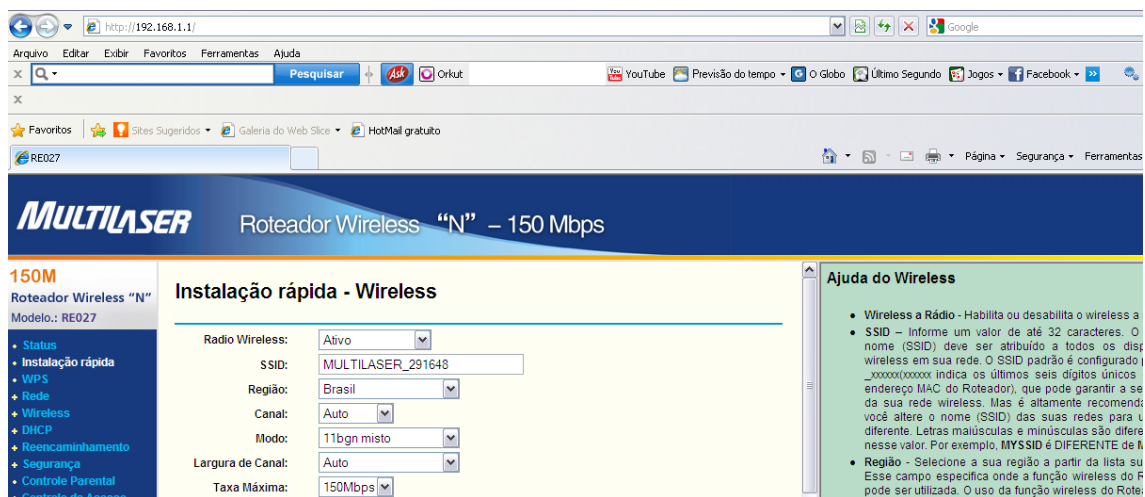 http://192.168.1.1/
Google
Arquivo Editar Exibir Favoritos Ferramentas Ajuda
Pesquisar Ask Orkut YouTube Previsão do tempo O Globo Último Segundo Jogos Facebook
Favoritos Sites Sugeridos Galeria do Web Slice HotMail gratuito
RE027 Página Segurança Ferramentas
MULTILASER Roteador Wireless “N” – 150 Mbps
150M
Roteador Wireless "N"
Modelo.: RE027
Status
Instalação rápida
WPS
Rede
Wireless
DHCP
Reencaminhamento
Segurança
Controle Parental
Controle de Acesso
Instalação rápida - Wireless
Radio Wireless: Ativo
SSID: MULTILASER_291648
Região: Brasil
Canal: Auto
Modo: 11bgn misto
Largura de Canal: Auto
Taxa Máxima: 150Mbps
Ajuda do Wireless
Wireless a Rádio - Habilita ou desabilita o wireless a
SSID – Informe um valor de até 32 caracteres. O
nome (SSID) deve ser atribuído a todos os disp
wireless em sua rede. O SSID padrão é configurado
_xxxxxx(xxxxxx indica os últimos seis dígitos únicos
endereço MAC do Roteador), que pode garantir a se
da sua rede wireless. Mas é altamente recomenda
você altere o nome (SSID) das suas redes para u
diferente. Letras maiúsculas e minúsculas são difere
nesse valor. Por exemplo, MYSSID é DIFERENTE de
Região - Selecione a sua região a partir da lista su
Esse campo especifica onde a função wireless do R
pode ser utilizada. O uso da função wireless do Rote